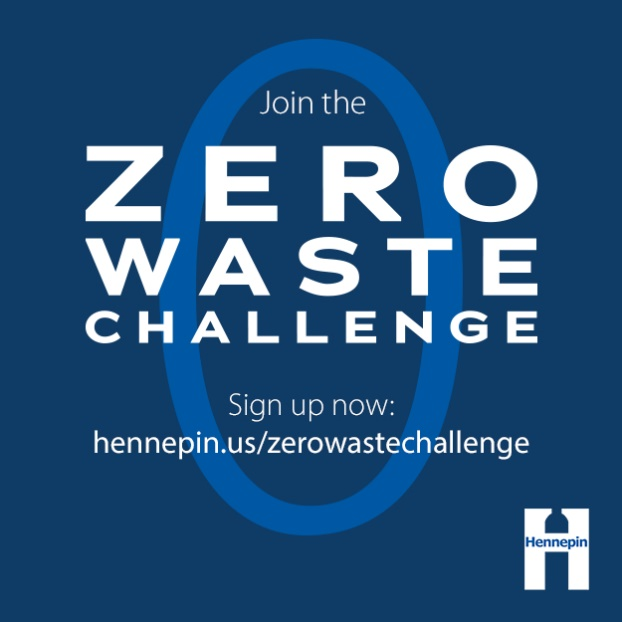 Join the
ZERO
WASTE
CHALLENGE
Sign up now:
hennepin.us/zerowastechallenge
Hennepin